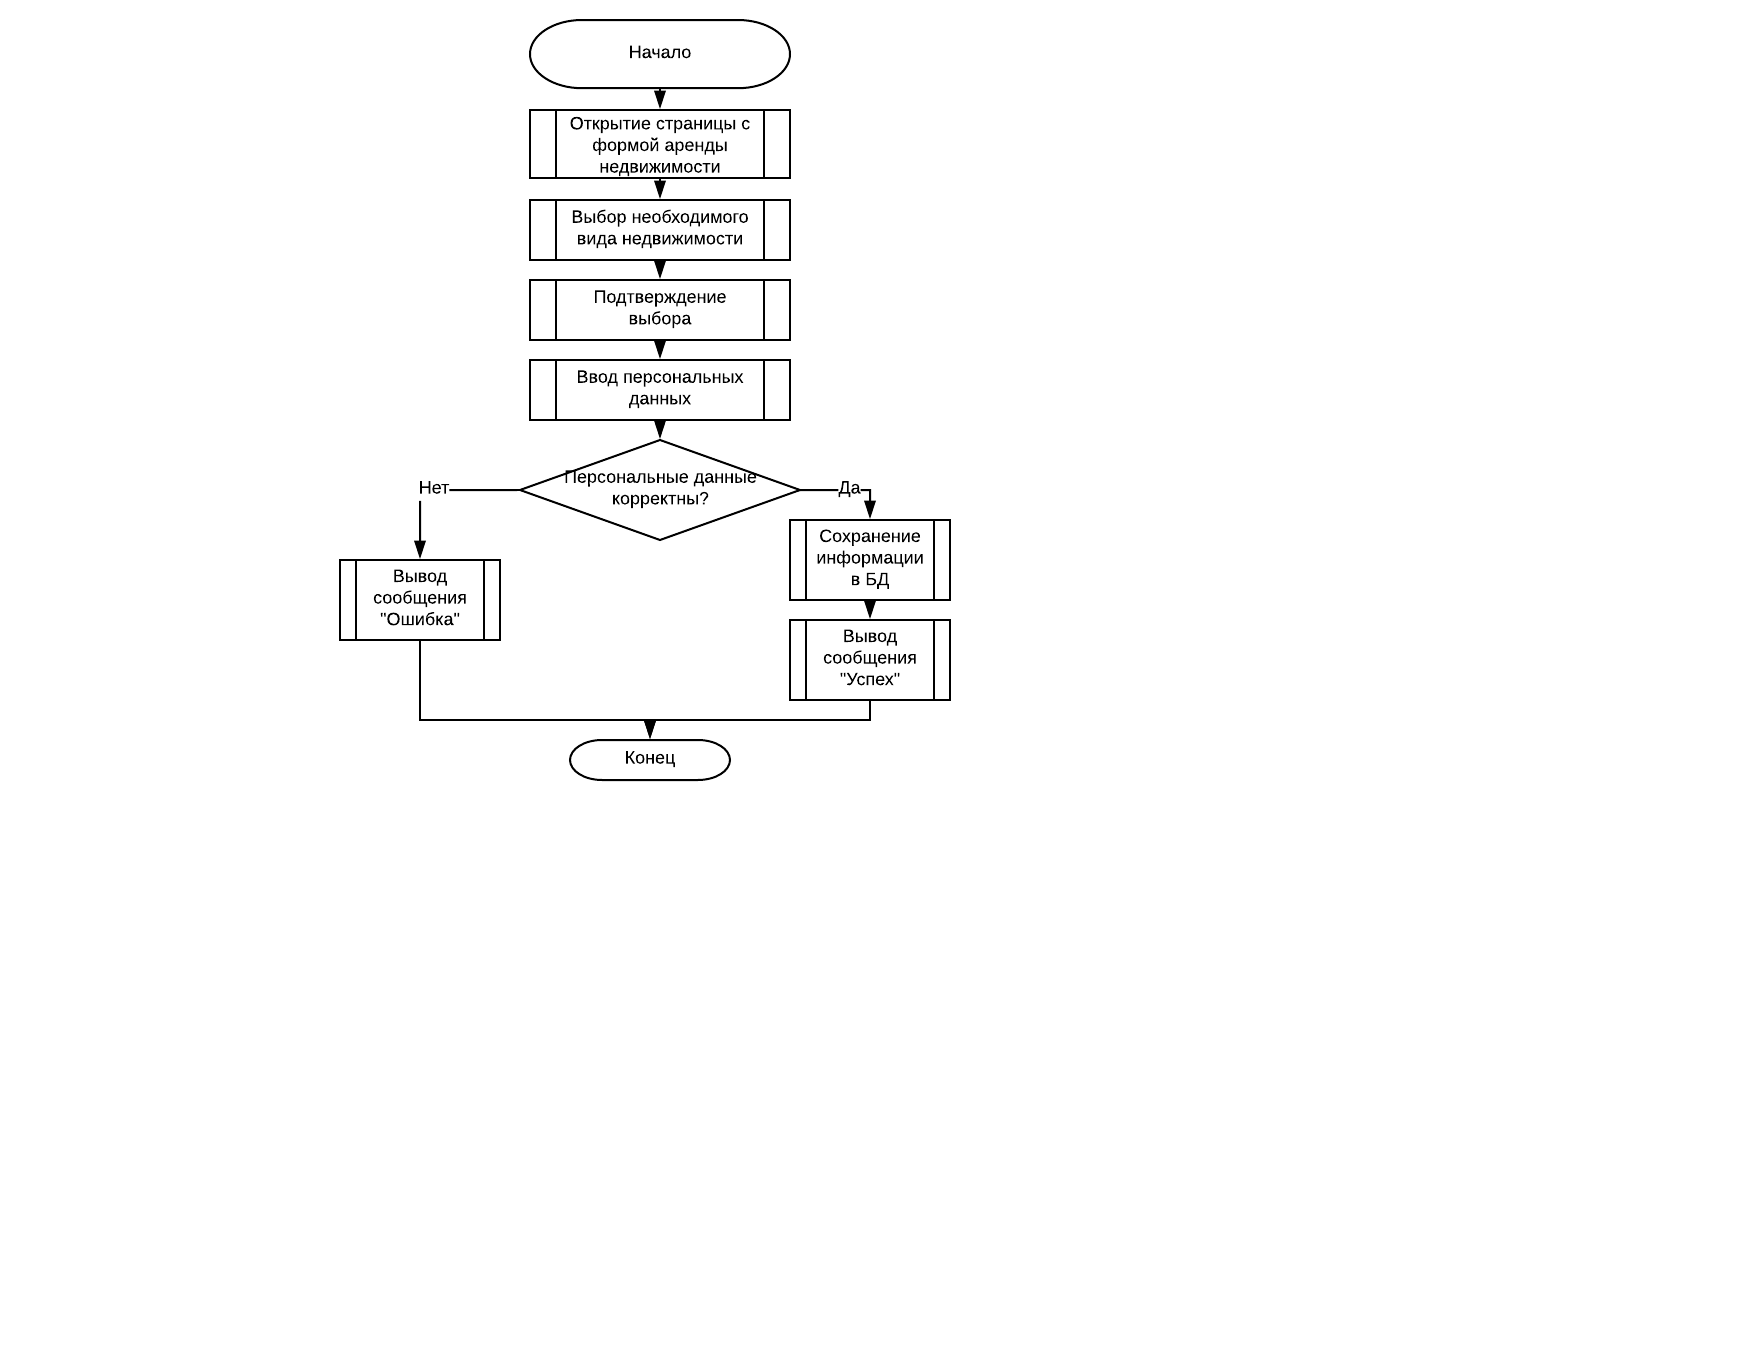 Начало
Открытие страницы с
формой аренды
недвижимости
Выбор необходимого
вида недвижимости
Подтверждение
выбора
Ввод персональных
данных
Персональные данные
корректны?
Нет
Да
Сохранение
информации
в БД
Вывод
сообщения
"Ошибка"
Вывод
сообщения
"Успех"
Конец